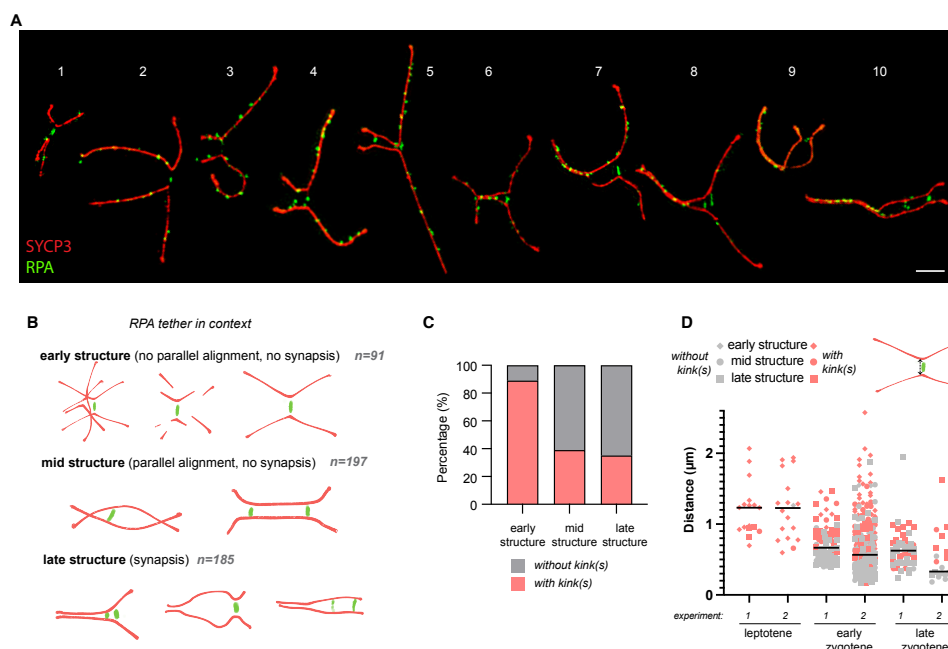 A
1 2 3 4 5 6 7 8 9 10
SYCP3
RPA
B
RPA tether in context
early structure (no parallel alignment, no synapsis) n=91
mid structure (parallel alignment, no synapsis) n=197
late structure (synapsis) n=185
C
Percentage (%)
100
80
60
40
20
0
early structure
mid structure
late structure
without kink(s)
with kink(s)
D
without kink(s)
early structure
mid structure
late structure
with kink(s)
Distance (µm)
2
1
0
experiment: 1 2 1 2 1 2
leptotene
early zygotene
late zygotene